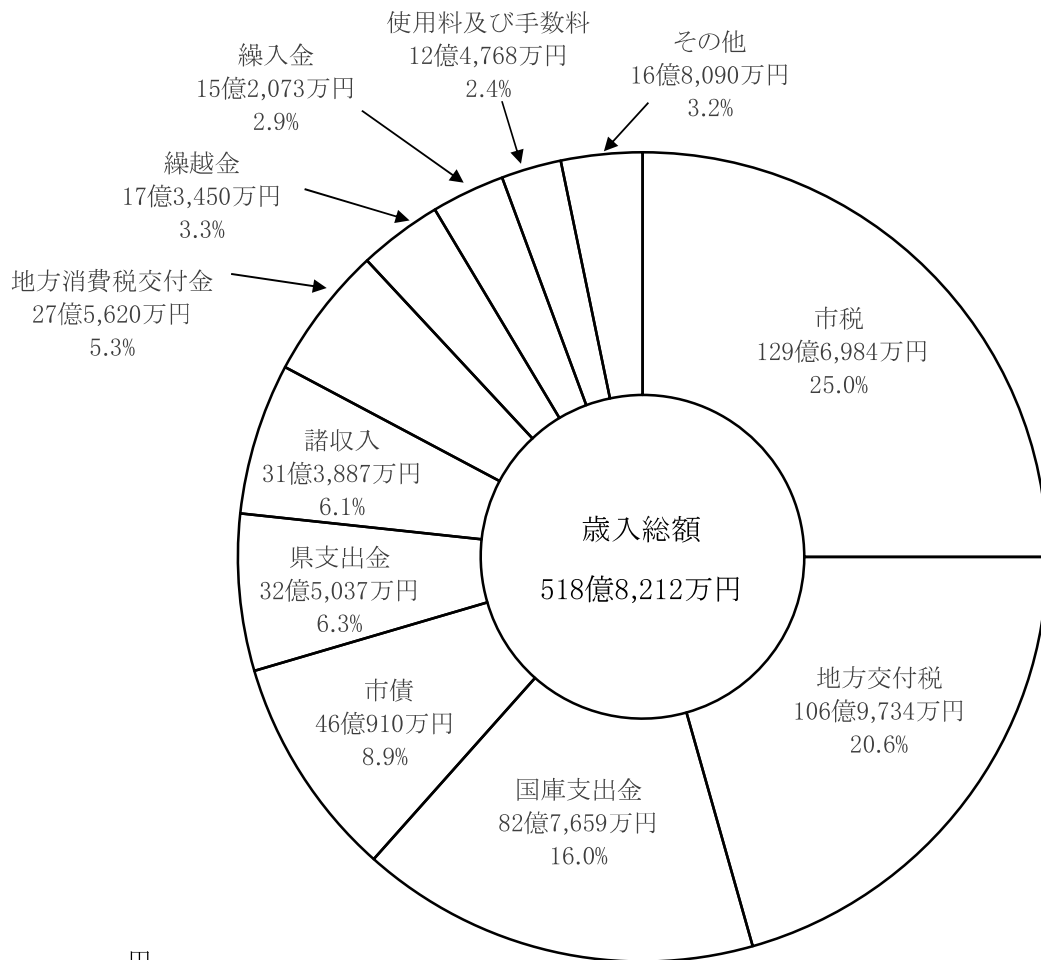 使用料及び手数料
12億4,768万円
2.4%
その他
16億8,090万円
3.2%
繰入金
15億2,073万円
2.9%
繰越金
17億3,450万円
3.3%
地方消費税交付金
27億5,620万円
5.3%
市税
129億6,984万円
25.0%
諸収入
31億3,887万円
6.1%
歳入総額
518億8,212万円
県支出金
32億5,037万円
6.3%
地方交付税
106億9,734万円
20.6%
市債
46億910万円
8.9%
国庫支出金
82億7,659万円
16.0%